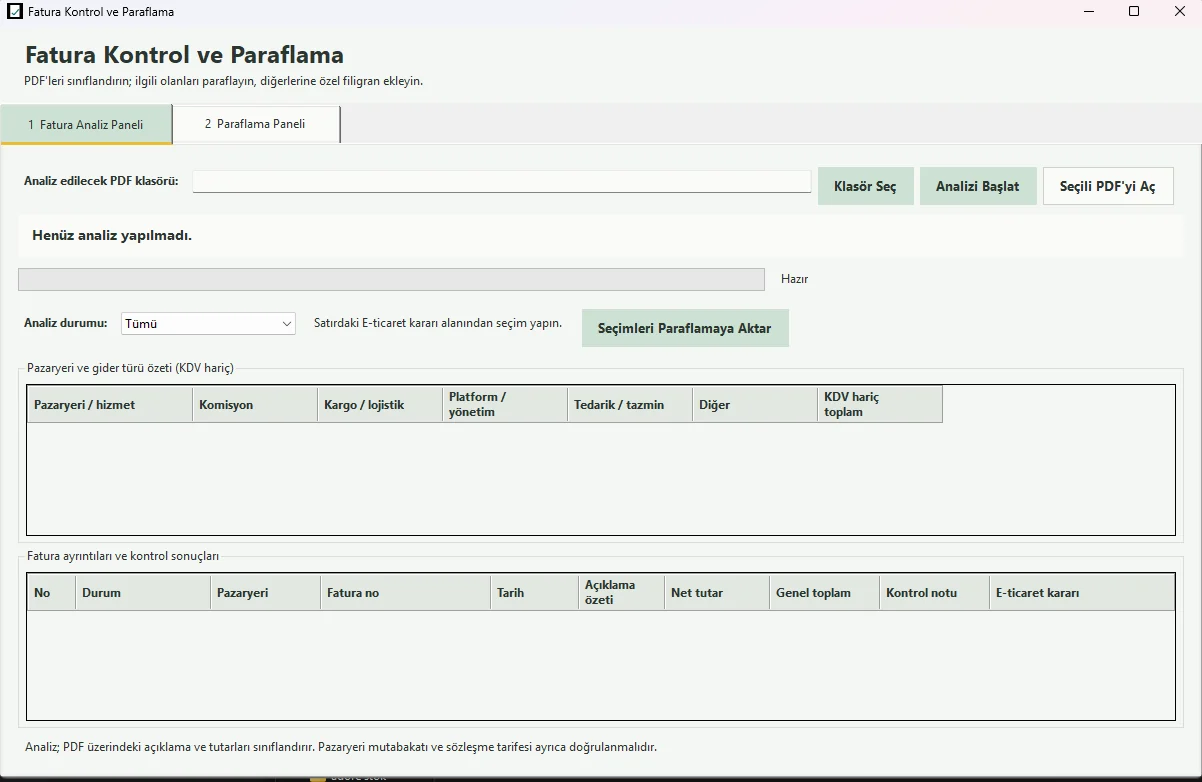 Fatura Kontrol ve Paraflama
Fatura Kontrol ve Paraflama
PDF'leri sınıflandırın; ilgili olanları paraflayın, diğerlerine özel filigran ekleyin.
1 Fatura Analiz Paneli
2 Paraflama Paneli
Analiz edilecek PDF klasörü:
Klasör Seç
Analizi Başlat
Seçili PDF'yi Aç
Henüz analiz yapılmadı.
Hazır
Analiz durumu:
Tümü
Satırdaki E-ticaret kararı alanından seçim yapın.
Seçimleri Paraflamaya Aktar
Pazaryeri ve gider türü özeti (KDV hariç)
Pazaryeri / hizmet
Komisyon
Kargo / lojistik
Platform /
yönetim
Tedarik / tazmin
Diğer
KDV hariç
toplam
Fatura ayrıntıları ve kontrol sonuçları
No
Durum
Pazaryeri
Fatura no
Tarih
Açıklama
özeti
Net tutar
Genel toplam
Kontrol notu
E-ticaret kararı
Analiz; PDF üzerindeki açıklama ve tutarları sınıflandırır. Pazaryeri mutabakatı ve sözleşme tarifesi ayrıca doğrulanmalıdır.